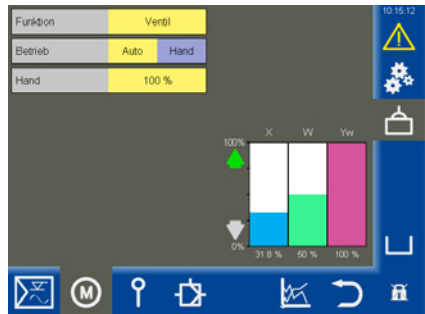 10:15:12
Funktion Ventil
Betrieb Auto Hand
Hand 100 %
X W Yw
100%
0%
31.8 % 50 % 100 %
M